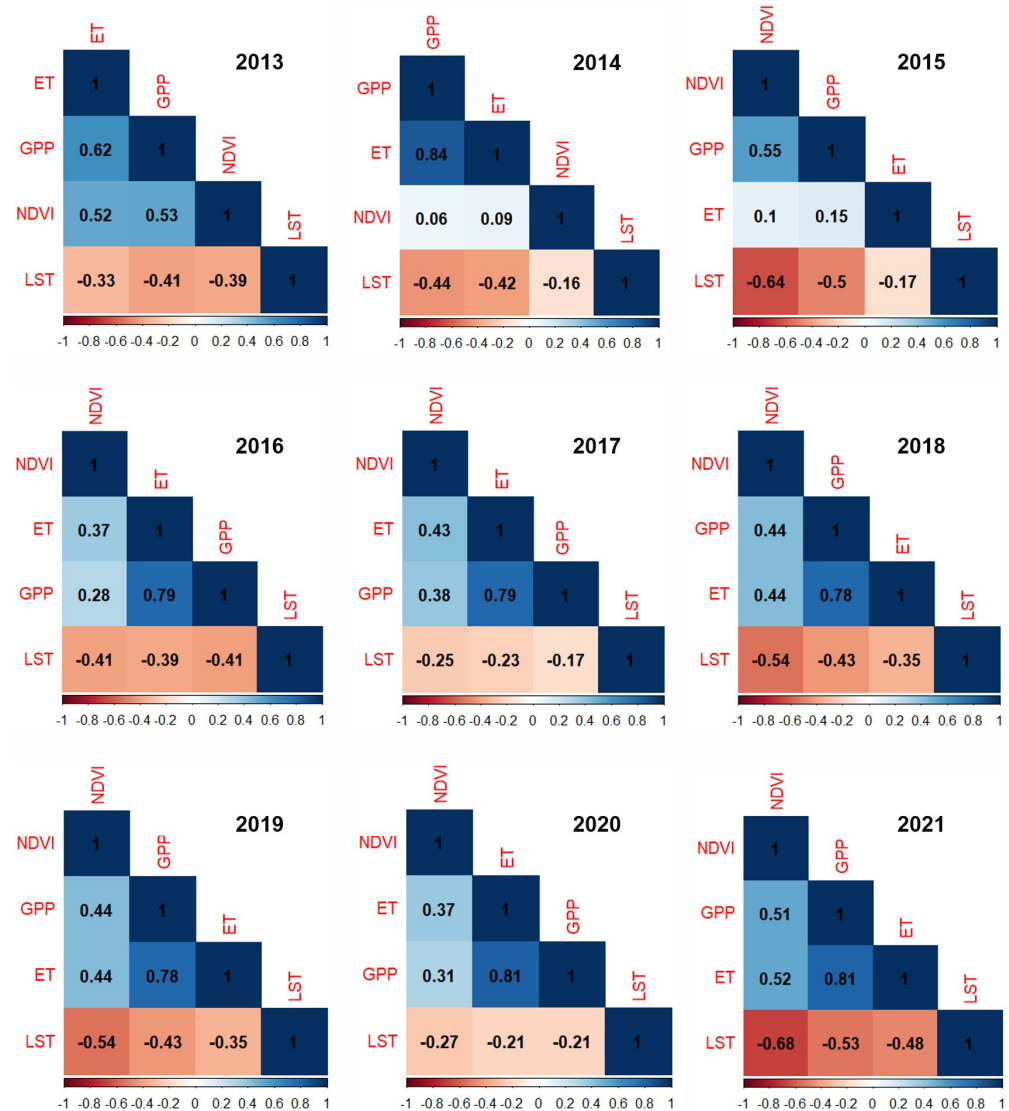 ET
2013
ET 1 GPP
GPP 0.62 1 NDVI
NDVI 0.52 0.53 1 LST
LST -0.33 -0.41 -0.39 1
-1 -0.8 -0.6 -0.4 -0.2 0 0.2 0.4 0.6 0.8 1
GPP
2014
GPP 1 ET
ET 0.84 1 NDVI
NDVI 0.06 0.09 1 LST
LST -0.44 -0.42 -0.16 1
-1 -0.8 -0.6 -0.4 -0.2 0 0.2 0.4 0.6 0.8 1
NDVI
2015
NDVI 1 GPP
GPP 0.55 1 ET
ET 0.1 0.15 1 LST
LST -0.64 -0.5 -0.17 1
-1 -0.8 -0.6 -0.4 -0.2 0 0.2 0.4 0.6 0.8 1
NDVI
2016
NDVI 1 ET
ET 0.37 1 GPP
GPP 0.28 0.79 1 LST
LST -0.41 -0.39 -0.41 1
-1 -0.8 -0.6 -0.4 -0.2 0 0.2 0.4 0.6 0.8 1
NDVI
2017
NDVI 1 ET
ET 0.43 1 GPP
GPP 0.38 0.79 1 LST
LST -0.25 -0.23 -0.17 1
-1 -0.8 -0.6 -0.4 -0.2 0 0.2 0.4 0.6 0.8 1
NDVI
2018
NDVI 1 GPP
GPP 0.44 1 ET
ET 0.44 0.78 1 LST
LST -0.54 -0.43 -0.35 1
-1 -0.8 -0.6 -0.4 -0.2 0 0.2 0.4 0.6 0.8 1
NDVI
2019
NDVI 1 GPP
GPP 0.44 1 ET
ET 0.44 0.78 1 LST
LST -0.54 -0.43 -0.35 1
-1 -0.8 -0.6 -0.4 -0.2 0 0.2 0.4 0.6 0.8 1
NDVI
2020
NDVI 1 ET
ET 0.37 1 GPP
GPP 0.31 0.81 1 LST
LST -0.27 -0.21 -0.21 1
-1 -0.8 -0.6 -0.4 -0.2 0 0.2 0.4 0.6 0.8 1
NDVI
2021
NDVI 1 GPP
GPP 0.51 1 ET
ET 0.52 0.81 1 LST
LST -0.68 -0.53 -0.48 1
-1 -0.8 -0.6 -0.4 -0.2 0 0.2 0.4 0.6 0.8 1